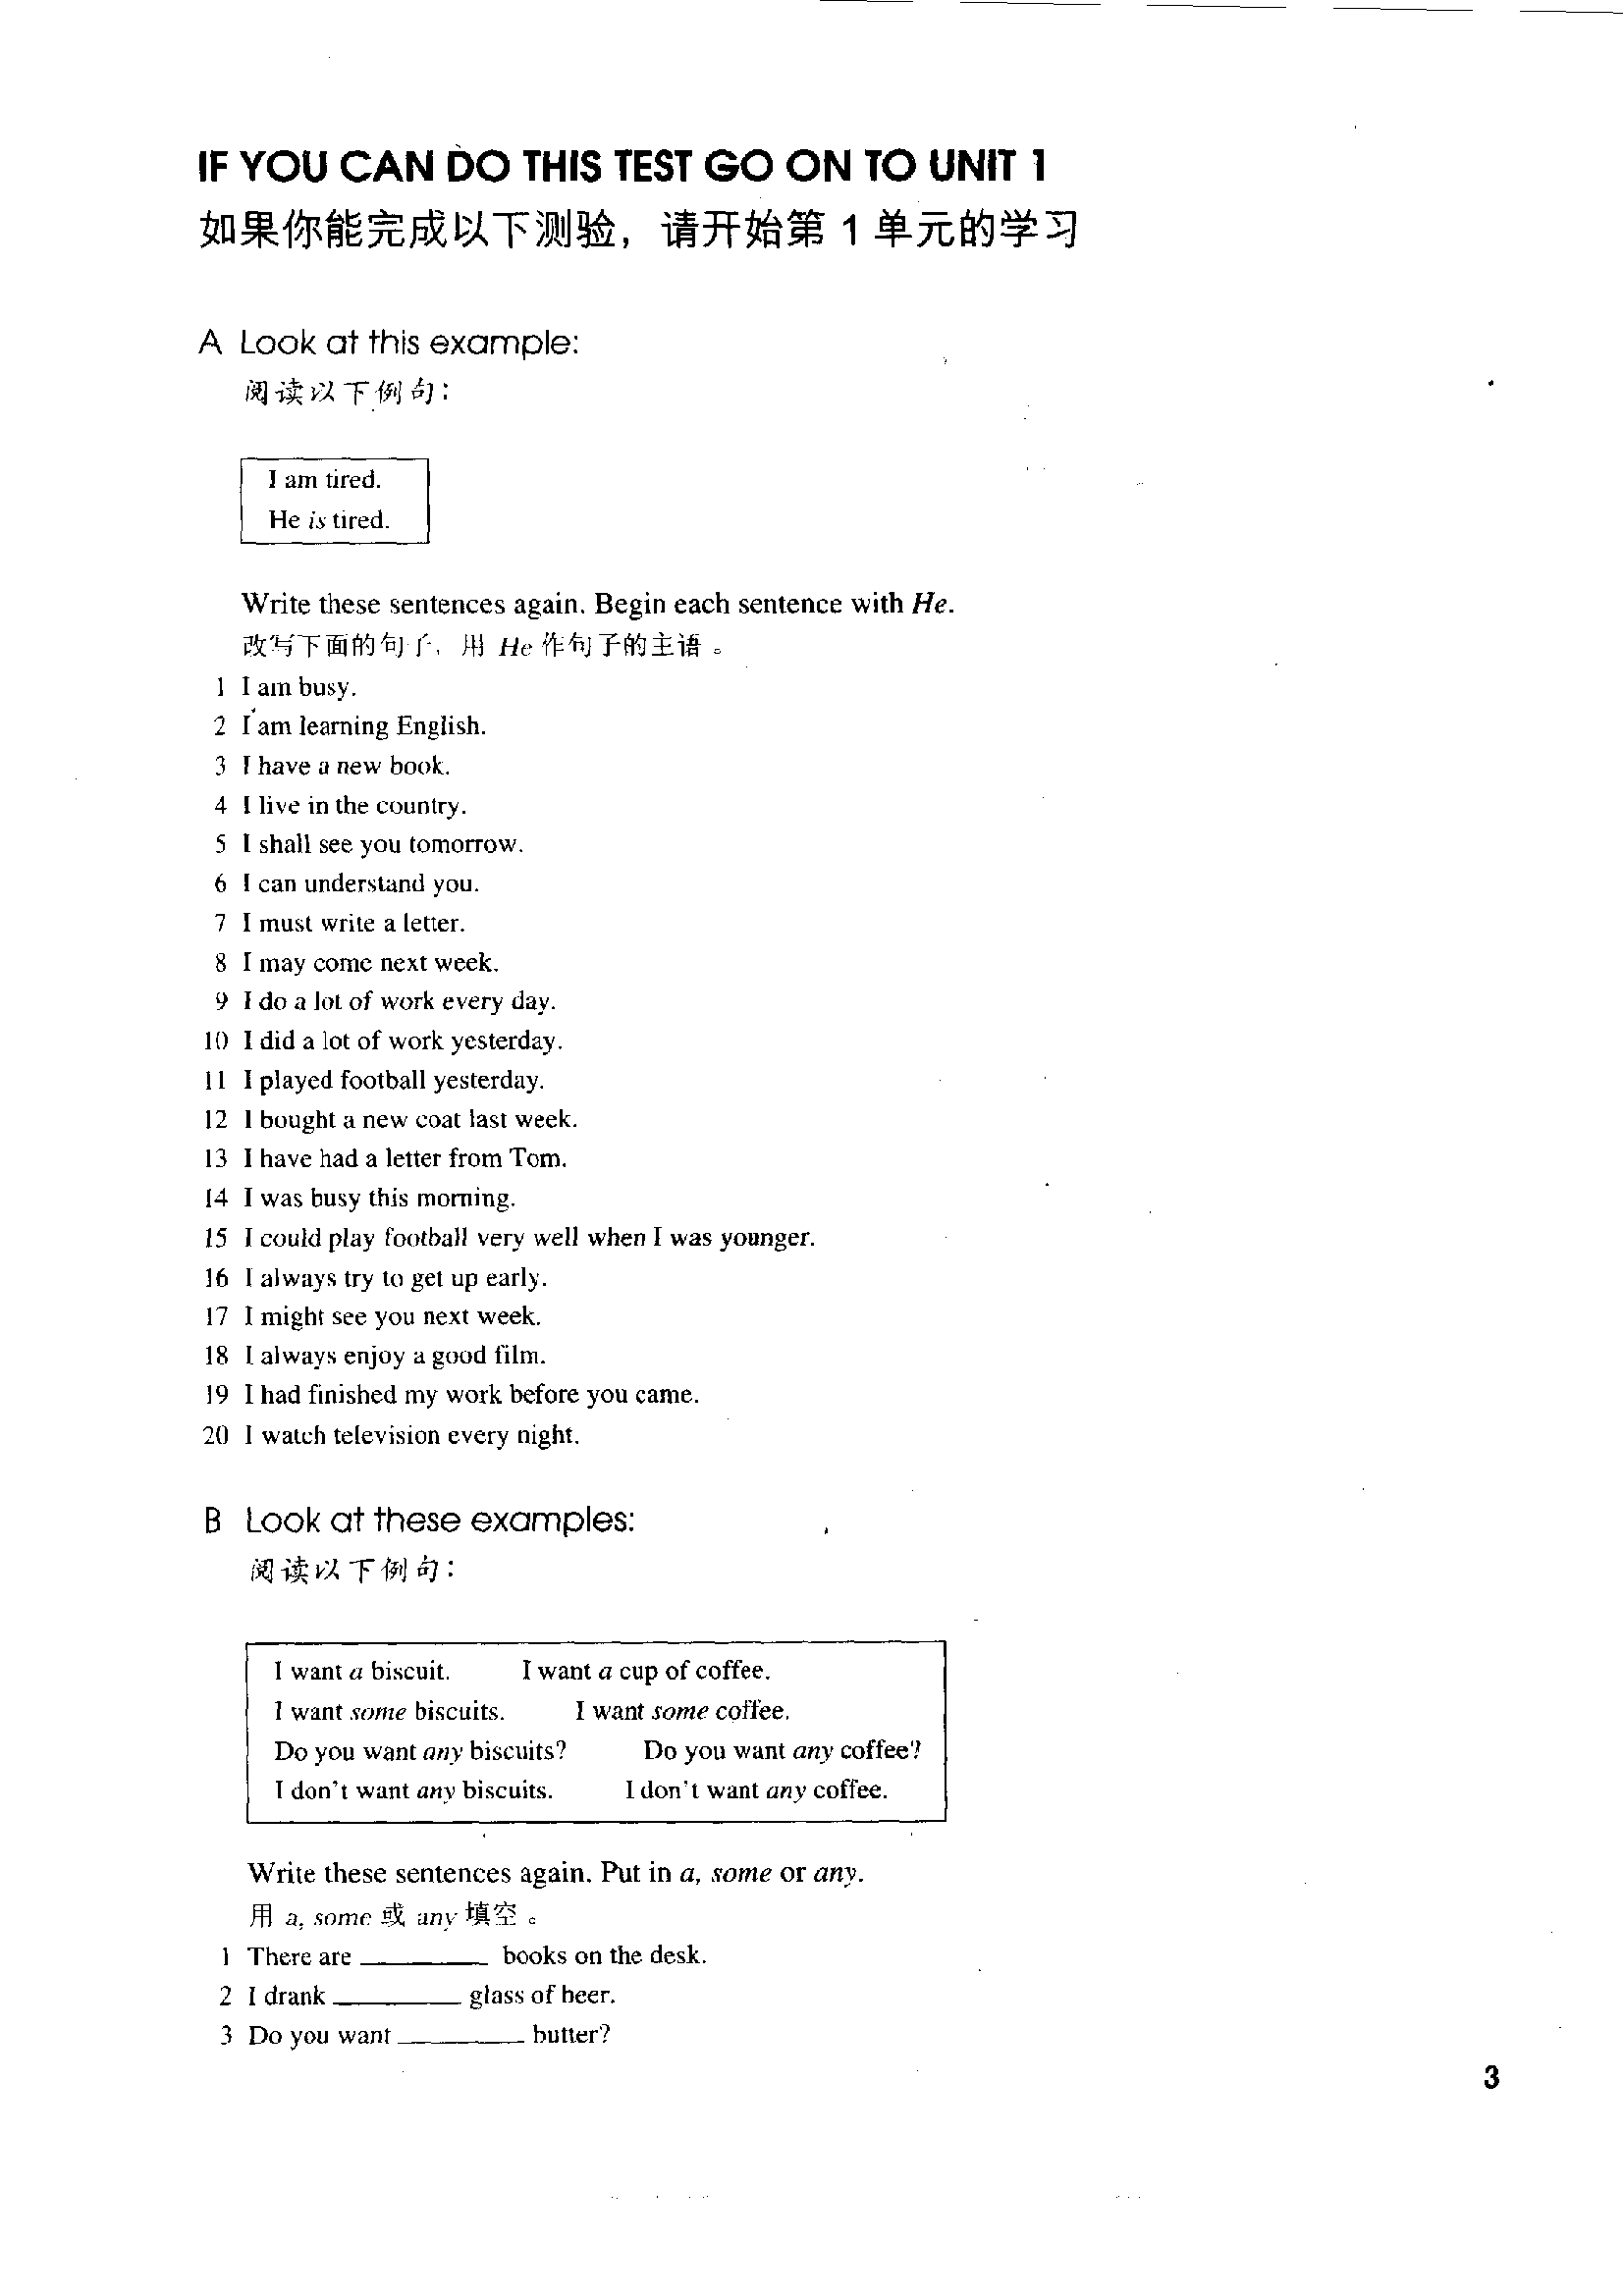 IF YOU CAN DO THIS TEST GO ON TO UNIT 1
如果你能完成以下测验，请开始第 1 单元的学习
A Look at this example:
阅读以下例句：
I am tired.
He is tired.
Write these sentences again. Begin each sentence with He.
改写下面的句子，用 He 作句子的主语。
1 I am busy.
2 I am learning English.
3 I have a new book.
4 I live in the country.
5 I shall see you tomorrow.
6 I can understand you.
7 I must write a letter.
8 I may come next week.
9 I do a lot of work every day.
10 I did a lot of work yesterday.
11 I played football yesterday.
12 I bought a new coat last week.
13 I have had a letter from Tom.
14 I was busy this morning.
15 I could play football very well when I was younger.
16 I always try to get up early.
17 I might see you next week.
18 I always enjoy a good film.
19 I had finished my work before you came.
20 I watch television every night.
B Look at these examples:
阅读以下例句：
I want a biscuit. I want a cup of coffee.
I want some biscuits. I want some coffee.
Do you want any biscuits? Do you want any coffee?
I don't want any biscuits. I don't want any coffee.
Write these sentences again. Put in a, some or any.
用 a, some 或 any 填空。
1 There are ________ books on the desk.
2 I drank ________ glass of beer.
3 Do you want ________ butter?
3